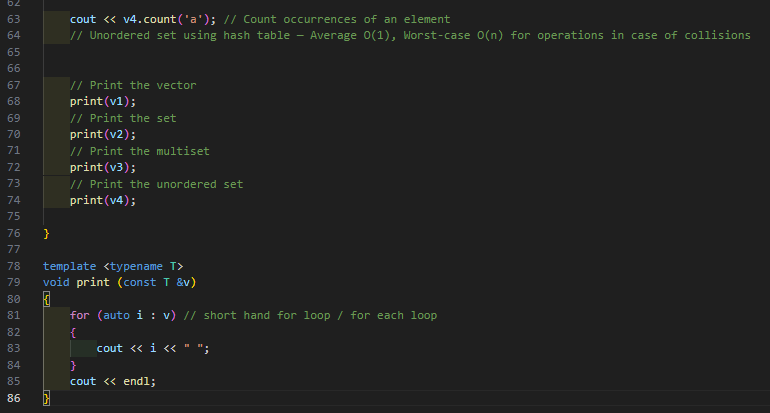 62
63 cout << v4.count('a'); // Count occurrences of an element
64 // Unordered set using hash table — Average O(1), Worst-case O(n) for operations in case of collisions
65
66
67 // Print the vector
68 print(v1);
69 // Print the set
70 print(v2);
71 // Print the multiset
72 print(v3);
73 // Print the unordered set
74 print(v4);
75
76 }
77
78 template <typename T>
79 void print (const T &v)
80 {
81 for (auto i : v) // short hand for loop / for each loop
82 {
83 cout << i << " ";
84 }
85 cout << endl;
86 }